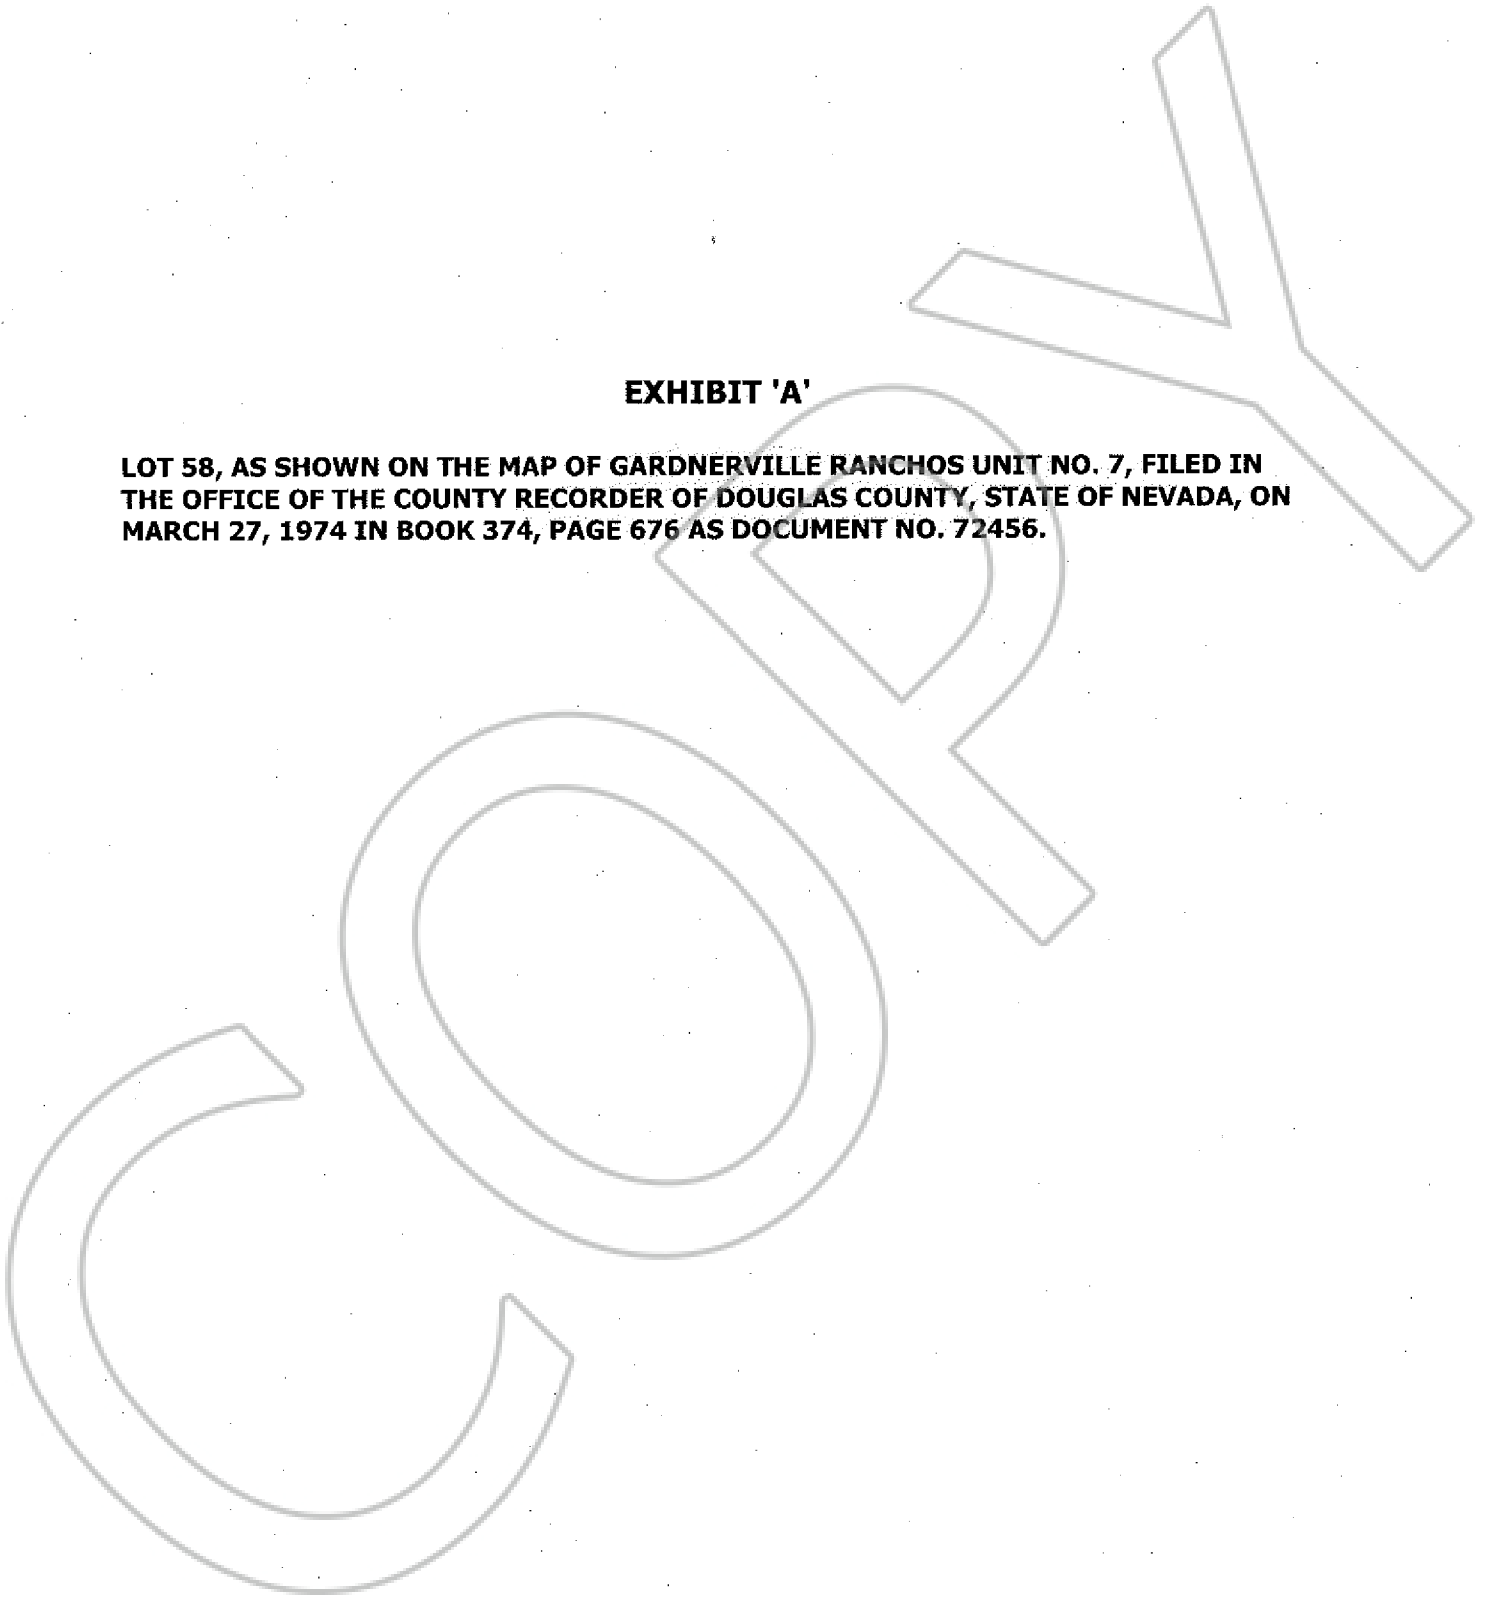 EXHIBIT 'A'
LOT 58, AS SHOWN ON THE MAP OF GARDNERVILLE RANCHOS UNIT NO. 7, FILED IN
THE OFFICE OF THE COUNTY RECORDER OF DOUGLAS COUNTY, STATE OF NEVADA, ON
MARCH 27, 1974 IN BOOK 374, PAGE 676 AS DOCUMENT NO. 72456.
COPY